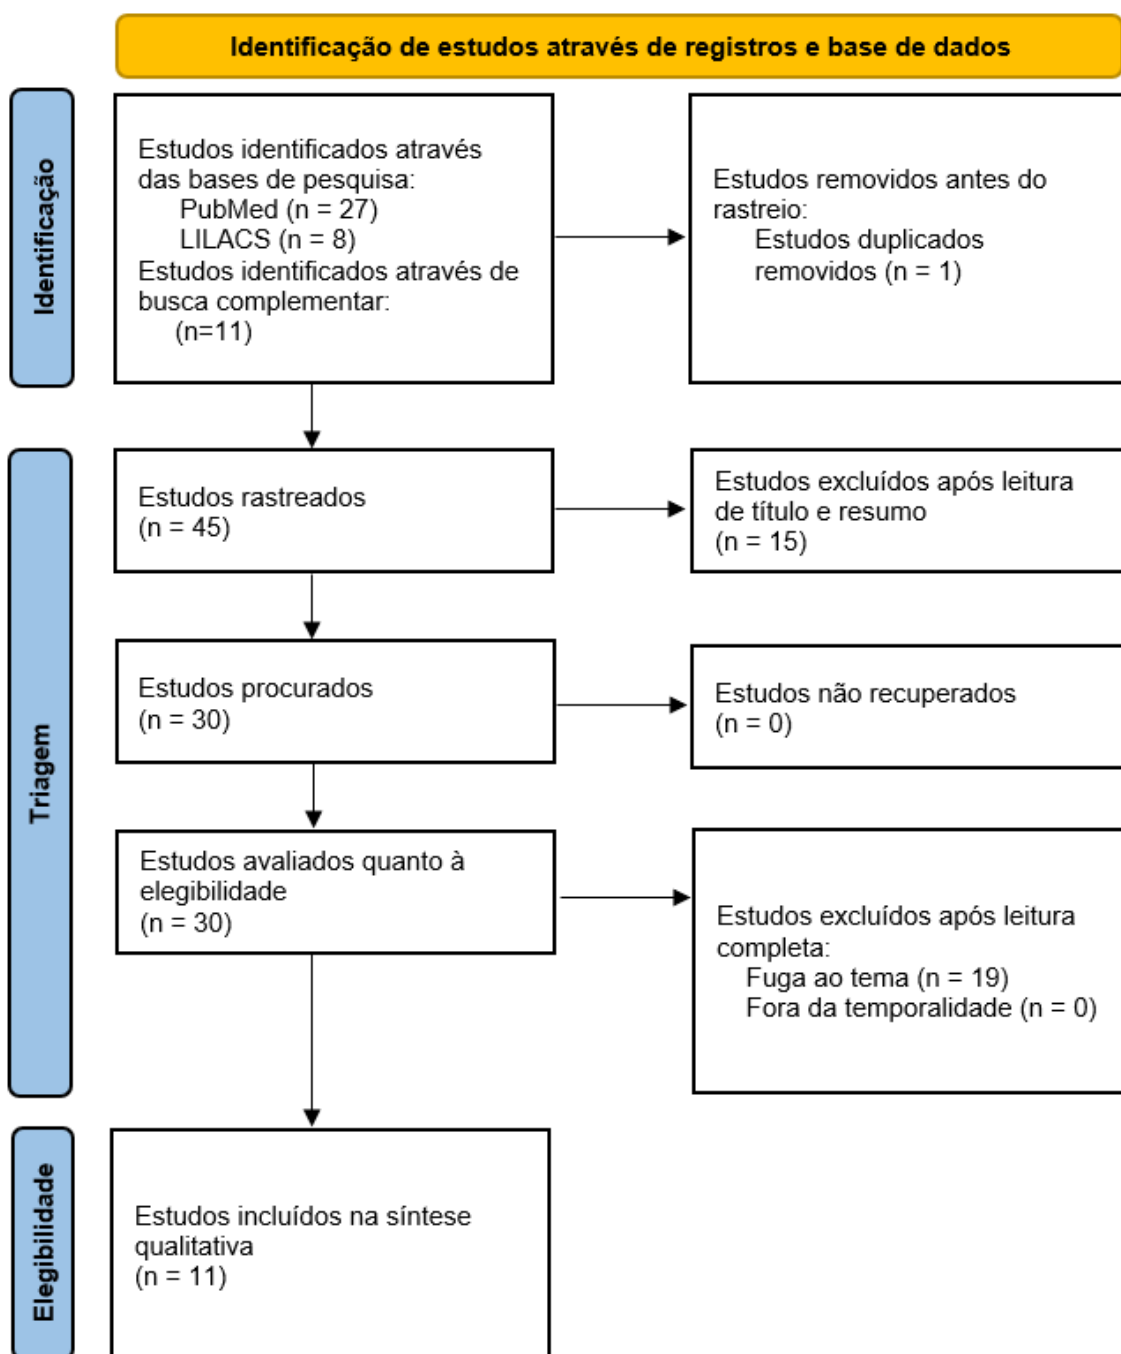 Identificação de estudos através de registros e base de dados
Identificação
Estudos identificados através
das bases de pesquisa:
PubMed (n = 27)
LILACS (n = 8)
Estudos identificados através de
busca complementar:
(n=11)
Estudos removidos antes do
rastreio:
Estudos duplicados
removidos (n = 1)
Triagem
Estudos rastreados
(n = 45)
Estudos excluídos após leitura
de título e resumo
(n = 15)
Estudos procurados
(n = 30)
Estudos não recuperados
(n = 0)
Estudos avaliados quanto à
elegibilidade
(n = 30)
Estudos excluídos após leitura
completa:
Fuga ao tema (n = 19)
Fora da temporalidade (n = 0)
Elegibilidade
Estudos incluídos na síntese
qualitativa
(n = 11)